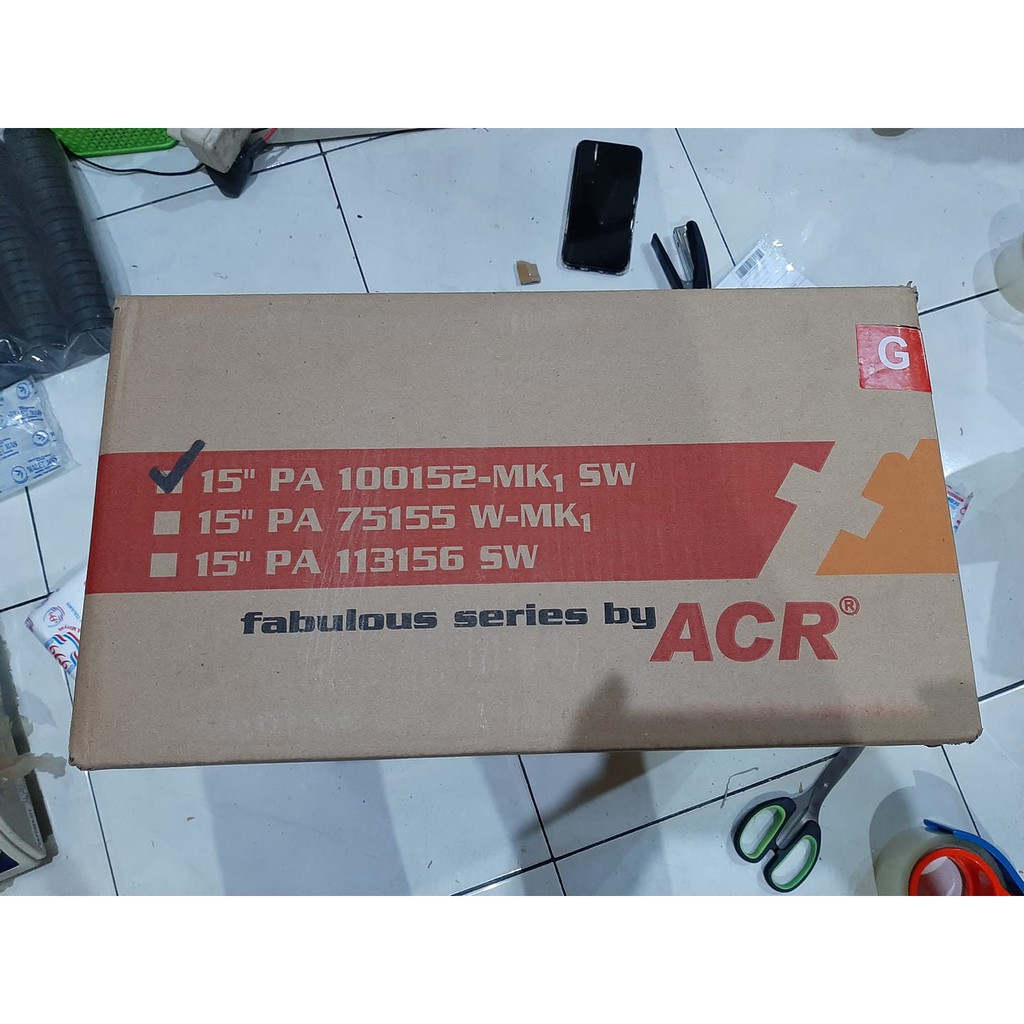 G
15" PA 100152-MK1 SW
15" PA 75155 W-MK1
15" PA 113156 SW
fabulous series by ACR®